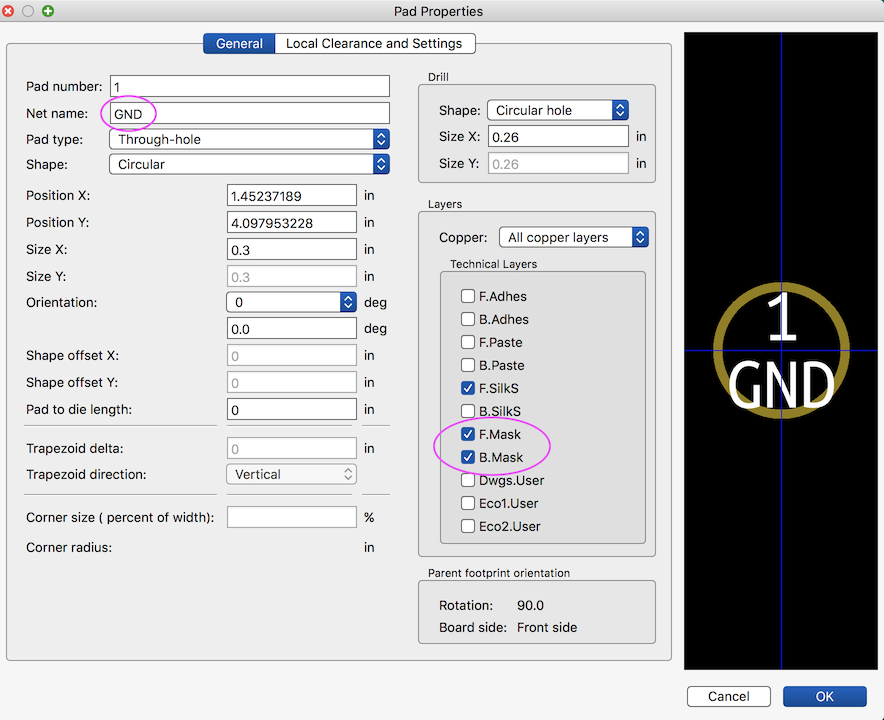 Pad Properties
General
Local Clearance and Settings
Pad number: 1
Net name: GND
Pad type: Through-hole
Shape: Circular
Position X: 1.45237189 in
Position Y: 4.097953228 in
Size X: 0.3 in
Size Y: 0.3 in
Orientation: 0 deg
0.0 deg
Shape offset X: 0 in
Shape offset Y: 0 in
Pad to die length: 0 in
Trapezoid delta: 0 in
Trapezoid direction: Vertical
Corner size ( percent of width): %
Corner radius: in
Drill
Shape: Circular hole
Size X: 0.26 in
Size Y: 0.26 in
Layers
Copper: All copper layers
Technical Layers
F.Adhes
B.Adhes
F.Paste
B.Paste
F.SilkS
B.SilkS
F.Mask
B.Mask
Dwgs.User
Eco1.User
Eco2.User
Parent footprint orientation
Rotation: 90.0
Board side: Front side
1
GND
Cancel
OK